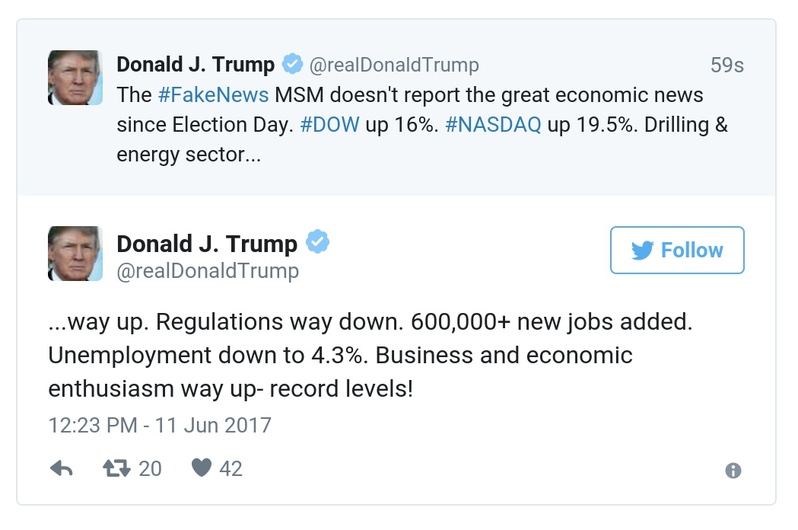 Donald J. Trump @realDonaldTrump 59s
The #FakeNews MSM doesn't report the great economic news
since Election Day. #DOW up 16%. #NASDAQ up 19.5%. Drilling &
energy sector...
Donald J. Trump
@realDonaldTrump
Follow
...way up. Regulations way down. 600,000+ new jobs added.
Unemployment down to 4.3%. Business and economic
enthusiasm way up- record levels!
12:23 PM - 11 Jun 2017
20 42